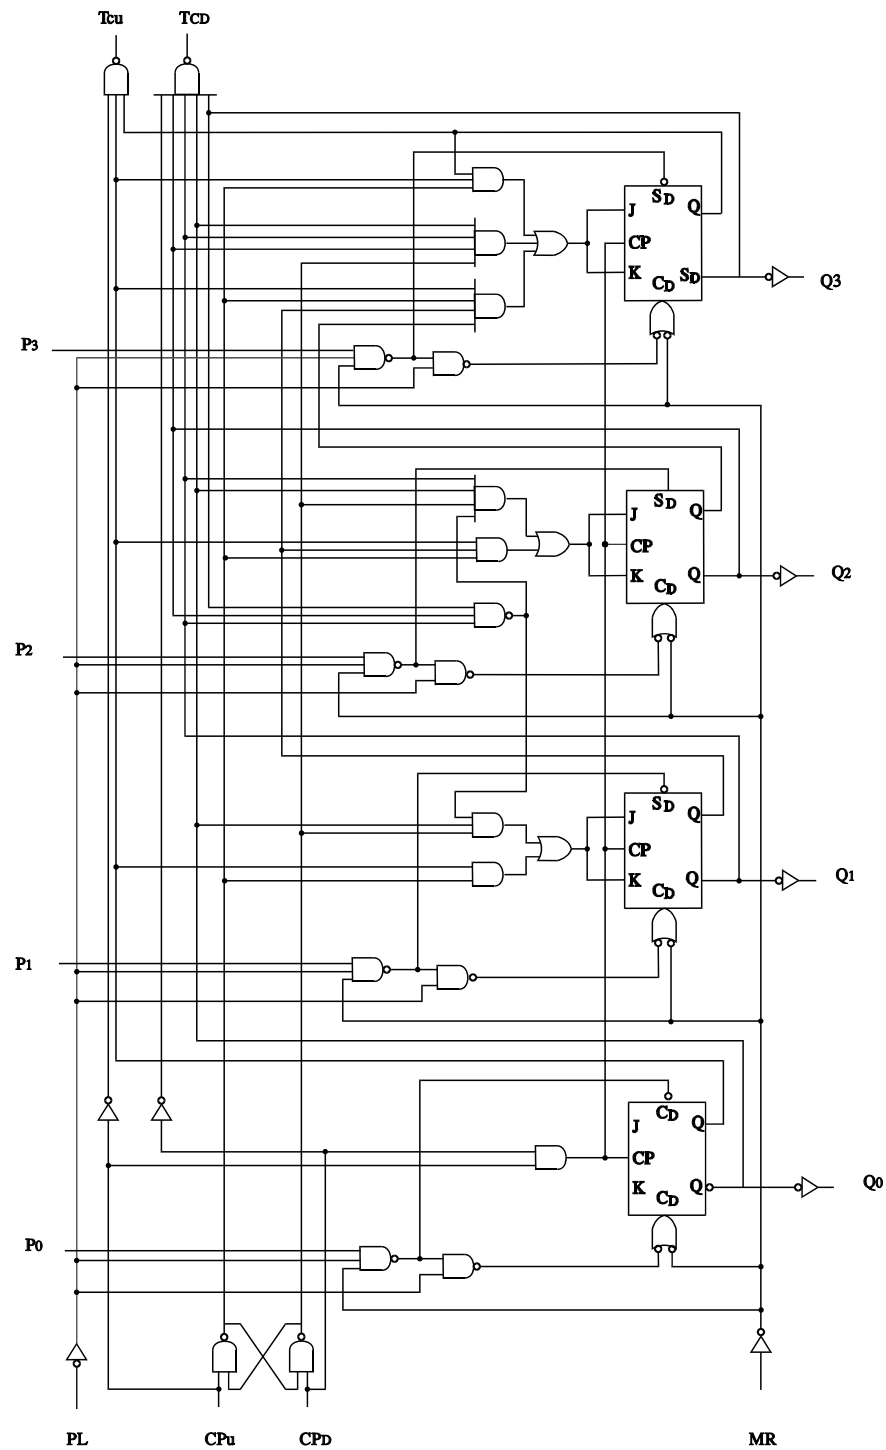 Tcu TCD
SD
J Q
CP
SD
K CD
Q3
P3
SD
J Q
CP
K Q
CD
Q2
P2
SD
J Q
CP
K Q
CD
Q1
P1
CD
J Q
CP
K Q
CD
Q0
P0
PL CPu CPD MR